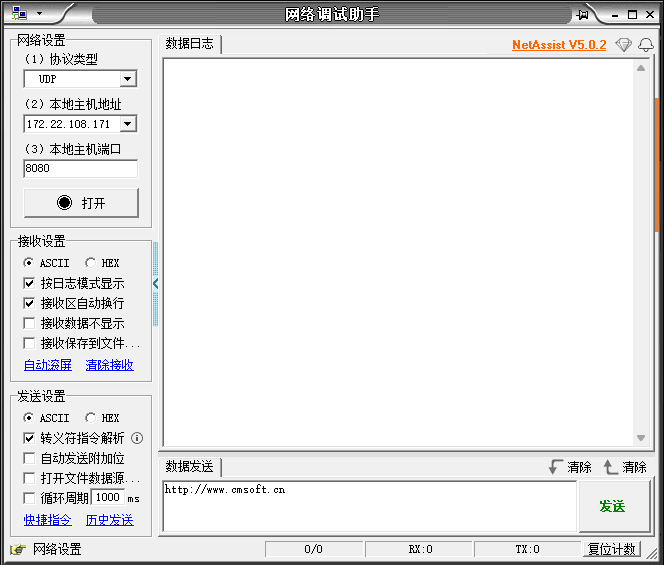 网络调试助手
网络设置
（1）协议类型
UDP
（2）本地主机地址
172.22.108.171
（3）本地主机端口
8080
打开
接收设置
ASCII HEX
按日志模式显示
接收区自动换行
接收数据不显示
接收保存到文件...
自动滚屏 清除接收
发送设置
ASCII HEX
转义符指令解析
自动发送附加位
打开文件数据源...
循环周期 1000 ms
快捷指令 历史发送
数据日志
NetAssist V5.0.2
数据发送
清除 清除
http://www.cmsoft.cn
发送
网络设置 0/0 RX:0 TX:0 复位计数